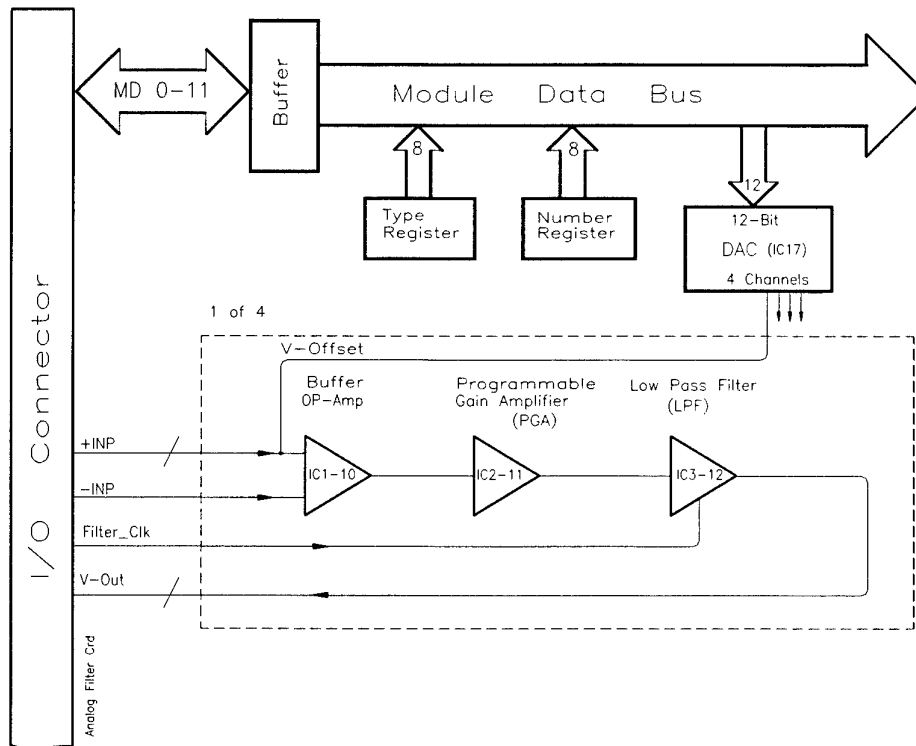 I/O Connector
MD 0-11
Buffer
Module Data Bus
8
8
12
Type
Register
Number
Register
12-Bit
DAC (IC17)
4 Channels
1 of 4
V-Offset
Buffer
OP-Amp
Programmable
Gain Amplifier
(PGA)
Low Pass Filter
(LPF)
+INP
IC1-10
IC2-11
IC3-12
-INP
Filter_Clk
V-Out
Analog Filter Crd